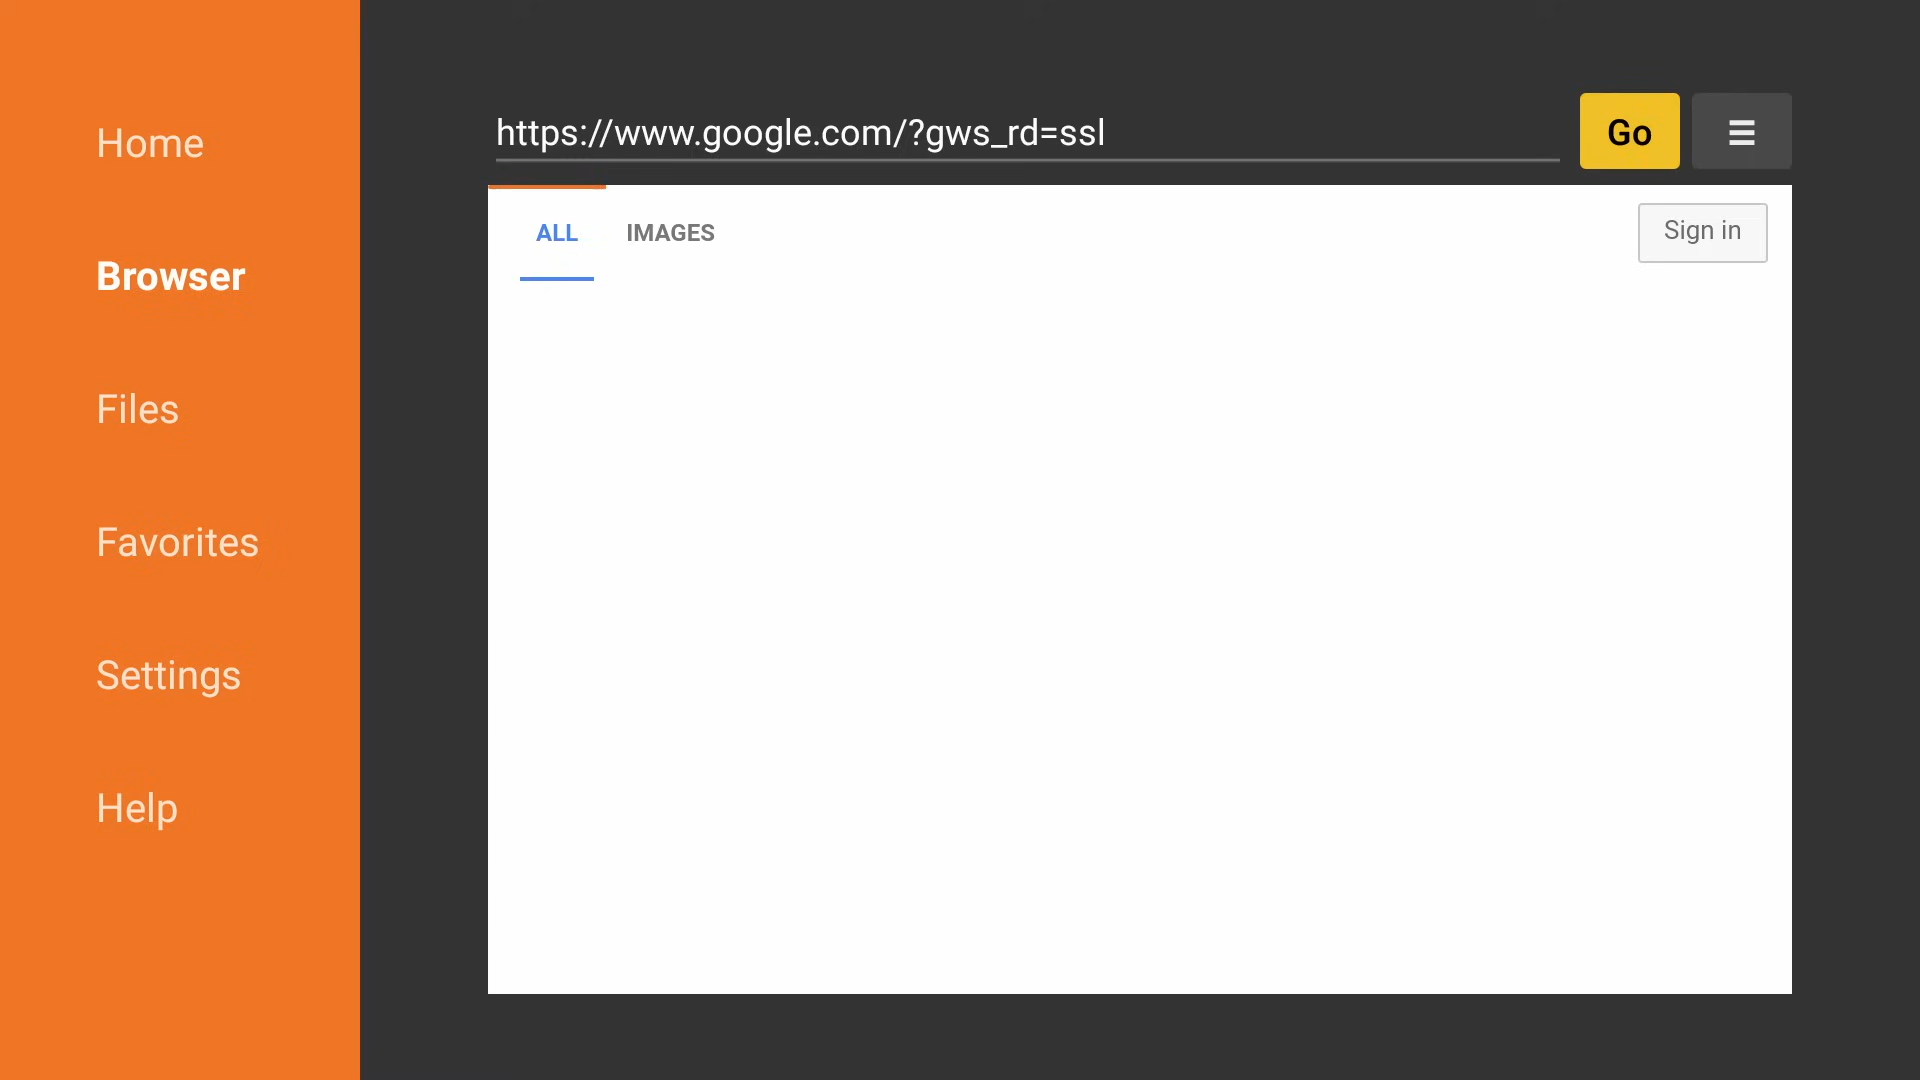 Home
Browser
Files
Favorites
Settings
Help
https://www.google.com/?gws_rd=ssl
Go
ALL IMAGES
Sign in